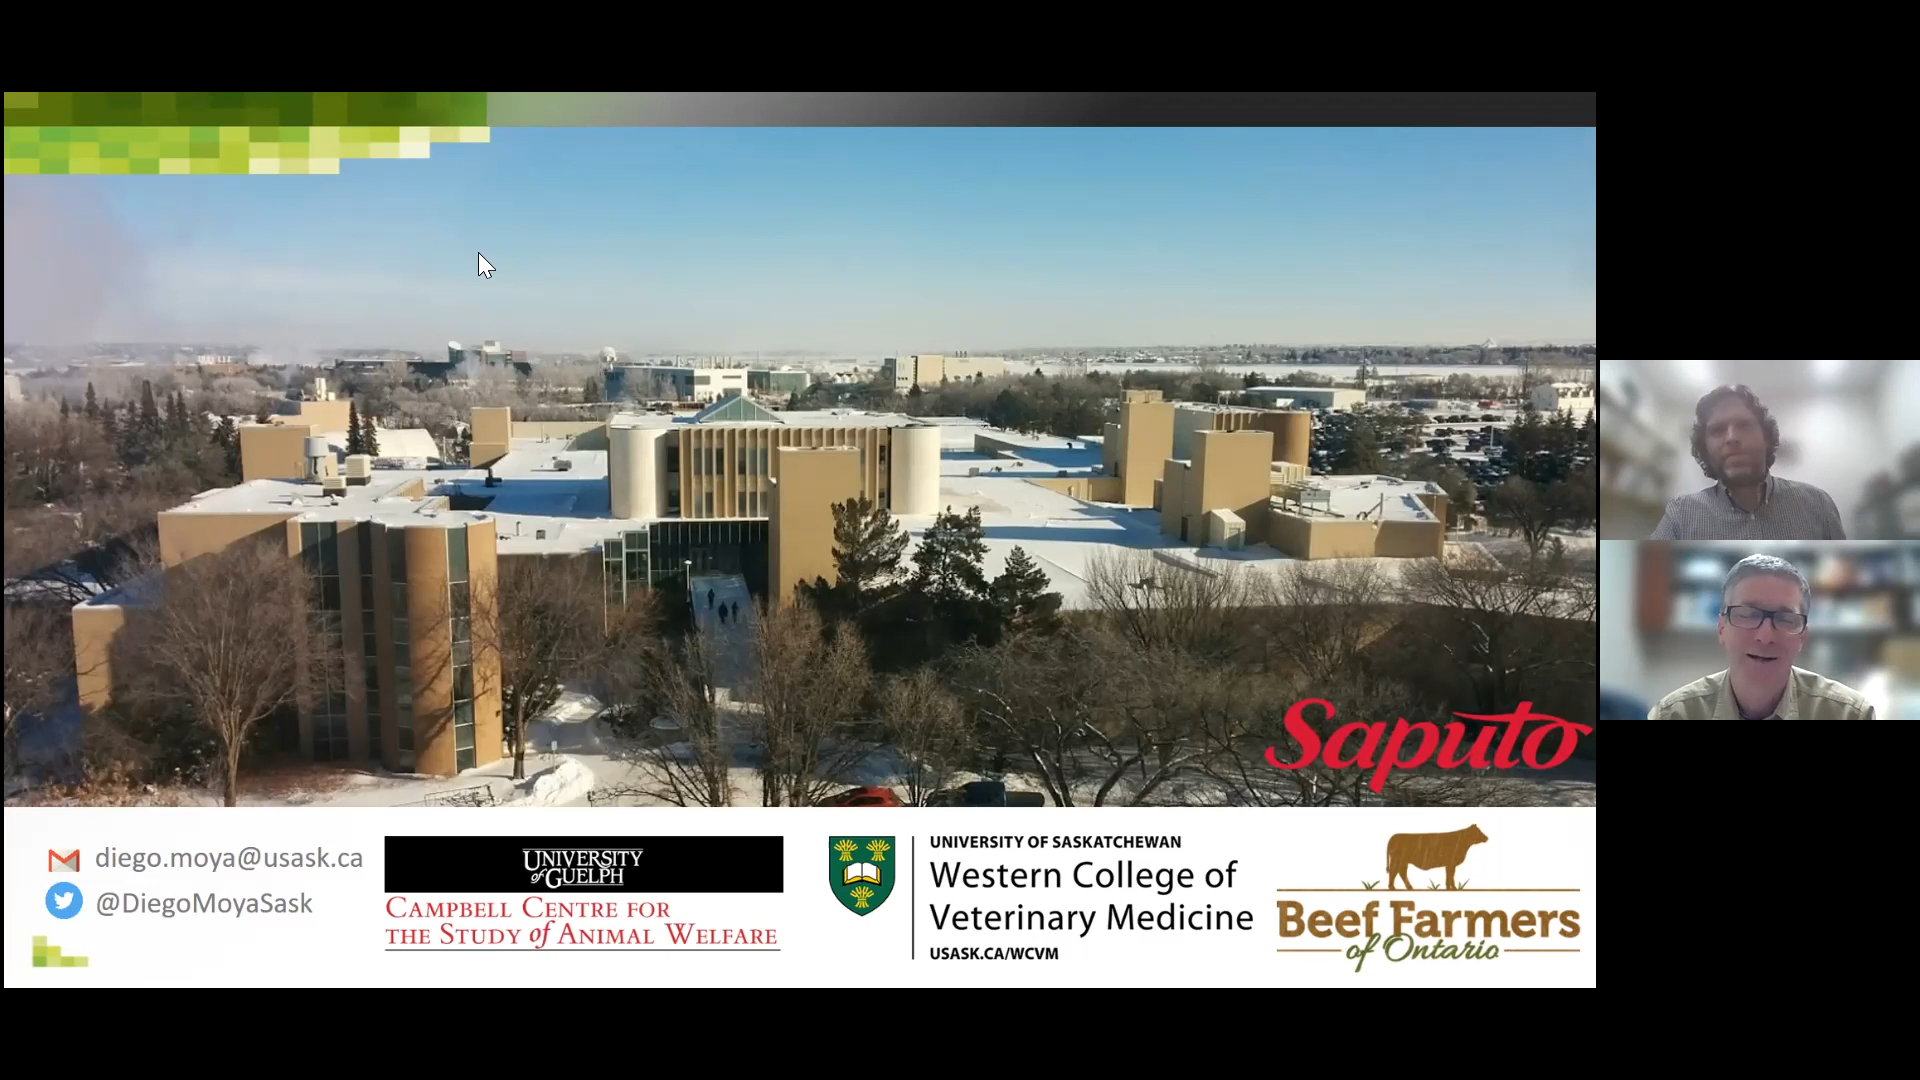 Saputo
diego.moya@usask.ca
@DiegoMoyaSask
UNIVERSITY
of GUELPH
CAMPBELL CENTRE FOR
THE STUDY of ANIMAL WELFARE
UNIVERSITY OF SASKATCHEWAN
Western College of
Veterinary Medicine
USASK.CA/WCVM
Beef Farmers
of Ontario